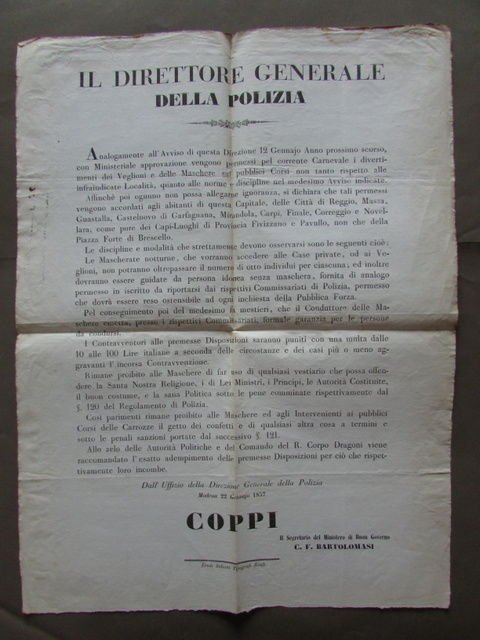 IL DIRETTORE GENERALE
DELLA POLIZIA
Analogamente all'Avviso di questa Direzione 12 Gennajo Anno prossimo scorso,
con Ministeriale approvazione vengono permessi pel corrente Carnevale i diverti-
menti dei Veglioni e delle Maschere sui pubblici Corsi non tanto rispetto alle
infraindicate Località, quanto alle norme e discipline nel medesimo Avviso indicate.
Affinchè poi ognuno non possa allegarne ignoranza, si dichiara che tali permessi
vengono accordati agli abitanti di questa Capitale, delle Città di Reggio, Massa,
Guastalla, Castelnovo di Garfagnana, Mirandola, Carpi, Finale, Correggio e Novel-
lara, come pure dei Capi-Luoghi di Provincia Fivizzano e Pavullo, non che della
Piazza Forte di Brescello.
Le discipline e modalità che strettamente devono osservarsi sono le seguenti cioè:
Le Mascherate notturne, che vorranno accedere alle Case private, od ai Ve-
glioni, non potranno oltrepassare il numero di otto individui per ciascuna, ed inoltre
dovranno essere guidate da persona idonea senza maschera, fornita di analogo
permesso in iscritto da riportarsi dai rispettivi Commissariati di Polizia, permesso
che dovrà essere reso ostensibile ad ogni inchiesta della Pubblica Forza.
Pel conseguimento poi del medesimo fa mestieri, che il Conduttore delle Ma-
schere emetta, presso i rispettivi Commissariati, formale garanzia per le persone
da condursi.
I Contravventori alle premesse Disposizioni saranno puniti con una multa dalle
10 alle 100 Lire italiane a seconda delle circostanze e dei casi più o meno ag-
gravanti l'incorsa Contravvenzione.
Rimane proibito alle Maschere di far uso di qualsiasi vestiario che possa offen-
dere la Santa Nostra Religione, i di Lei Ministri, i Principi, le Autorità Costituite,
il buon costume, e la sana Politica sotto le pene comminate rispettivamente dal
§. 120 del Regolamento di Polizia.
Così parimenti rimane proibito alle Maschere ed agli Intervenienti ai pubblici
Corsi delle Carrozze il getto dei confetti e di qualsiasi altra cosa a termini e
sotto le penali sanzioni portate dal successivo §. 121.
Allo zelo delle Autorità Politiche e del Comando del R. Corpo Dragoni viene
raccomandato l'esatto adempimento delle premesse Disposizioni per ciò che rispet-
tivamente loro incombe.
Dall'Uffizio della Direzione Generale della Polizia
Modena 22 Gennajo 1857.
COPPI
Il Segretario del Ministero di Buon Governo
C. F. BARTOLOMASI
Eredi Soliani Tipografi Reali.